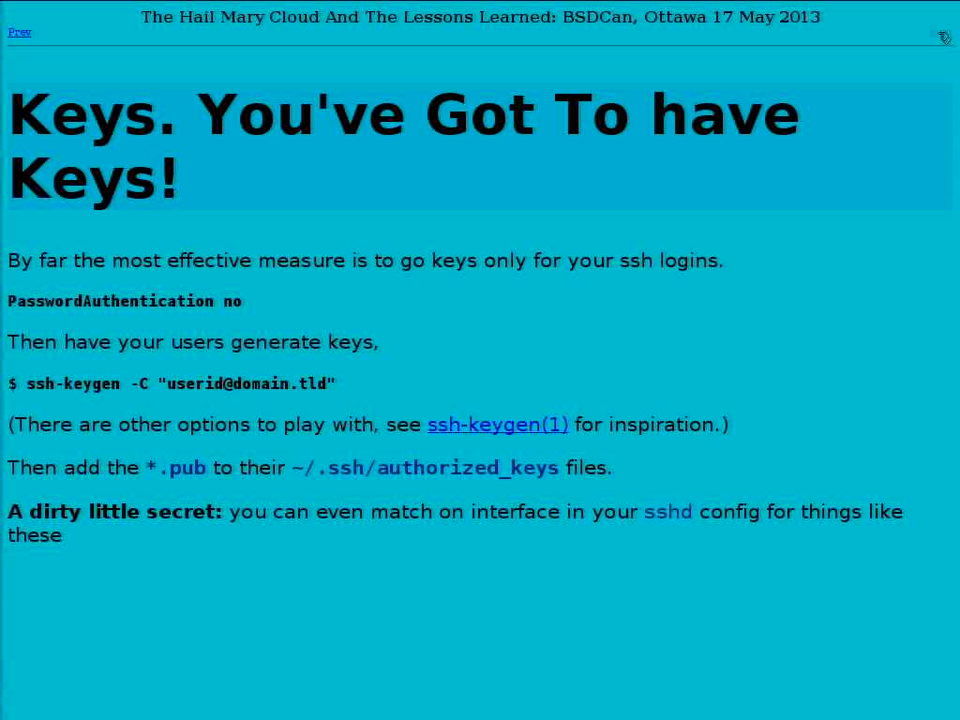 The Hail Mary Cloud And The Lessons Learned: BSDCan, Ottawa 17 May 2013
Prev
Keys. You've Got To have
Keys!
By far the most effective measure is to go keys only for your ssh logins.
PasswordAuthentication no
Then have your users generate keys,
$ ssh-keygen -C "userid@domain.tld"
(There are other options to play with, see ssh-keygen(1) for inspiration.)
Then add the *.pub to their ~/.ssh/authorized_keys files.
A dirty little secret: you can even match on interface in your sshd config for things like
these